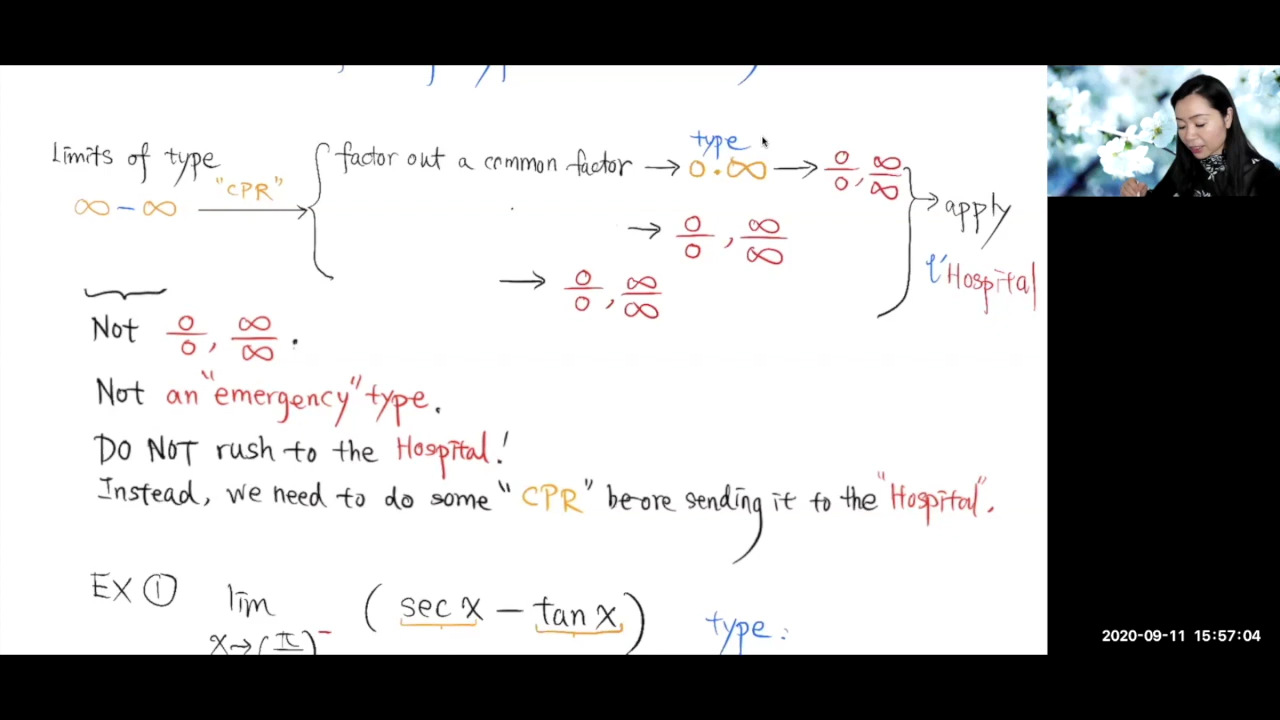 type
Limits of type { factor out a common factor → 0·∞ → 0/0, ∞/∞
"CPR"
∞ − ∞ → → 0/0, ∞/∞ } → apply
→ 0/0, ∞/∞ l'Hospital
Not 0/0, ∞/∞.
Not an "emergency" type.
DO NOT rush to the Hospital!
Instead, we need to do some "CPR" beore sending it to the "Hospital".
EX ① lim (sec x − tan x) type:
x→(π)⁻
2020-09-11 15:57:04